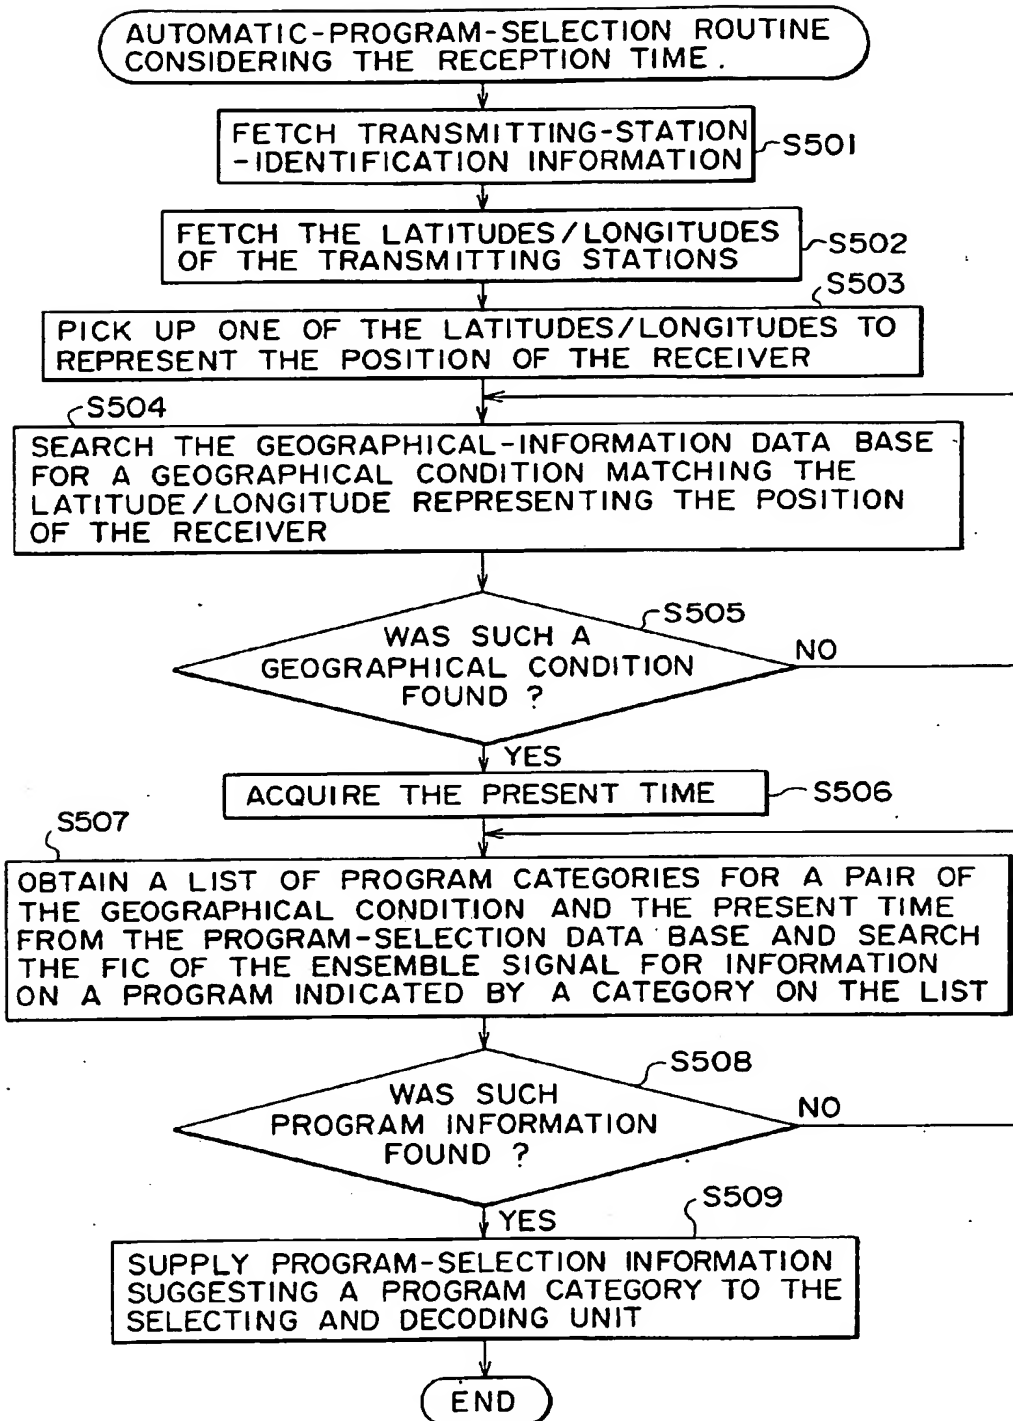 AUTOMATIC-PROGRAM-SELECTION ROUTINE
CONSIDERING THE RECEPTION TIME.
FETCH TRANSMITTING-STATION
-IDENTIFICATION INFORMATION
S501
FETCH THE LATITUDES/LONGITUDES
OF THE TRANSMITTING STATIONS
S502
S503
PICK UP ONE OF THE LATITUDES/LONGITUDES TO
REPRESENT THE POSITION OF THE RECEIVER
S504
SEARCH THE GEOGRAPHICAL-INFORMATION DATA BASE
FOR A GEOGRAPHICAL CONDITION MATCHING THE
LATITUDE/LONGITUDE REPRESENTING THE POSITION
OF THE RECEIVER
S505
WAS SUCH A
GEOGRAPHICAL CONDITION
FOUND ?
NO
YES
ACQUIRE THE PRESENT TIME
S506
S507
OBTAIN A LIST OF PROGRAM CATEGORIES FOR A PAIR OF
THE GEOGRAPHICAL CONDITION AND THE PRESENT TIME
FROM THE PROGRAM-SELECTION DATA BASE AND SEARCH
THE FIC OF THE ENSEMBLE SIGNAL FOR INFORMATION
ON A PROGRAM INDICATED BY A CATEGORY ON THE LIST
S508
WAS SUCH
PROGRAM INFORMATION
FOUND ?
NO
YES
S509
SUPPLY PROGRAM-SELECTION INFORMATION
SUGGESTING A PROGRAM CATEGORY TO THE
SELECTING AND DECODING UNIT
END